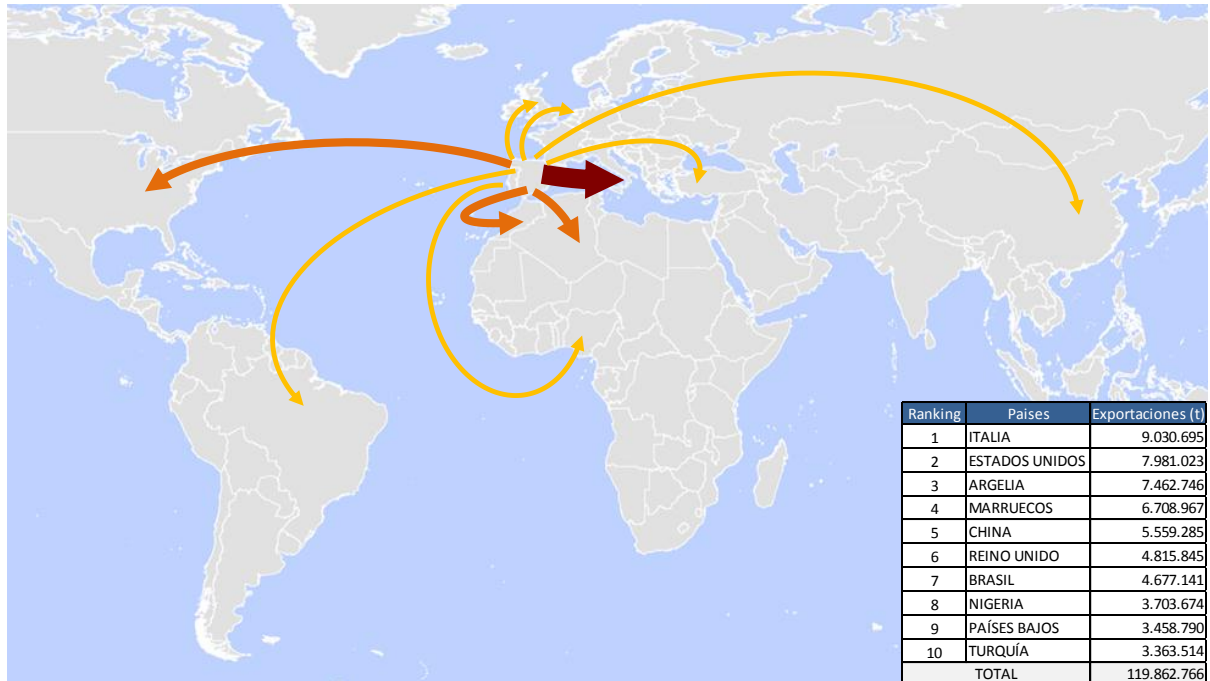 Ranking Paises Exportaciones (t)
1 ITALIA 9.030.695
2 ESTADOS UNIDOS 7.981.023
3 ARGELIA 7.462.746
4 MARRUECOS 6.708.967
5 CHINA 5.559.285
6 REINO UNIDO 4.815.845
7 BRASIL 4.677.141
8 NIGERIA 3.703.674
9 PAÍSES BAJOS 3.458.790
10 TURQUÍA 3.363.514
TOTAL 119.862.766